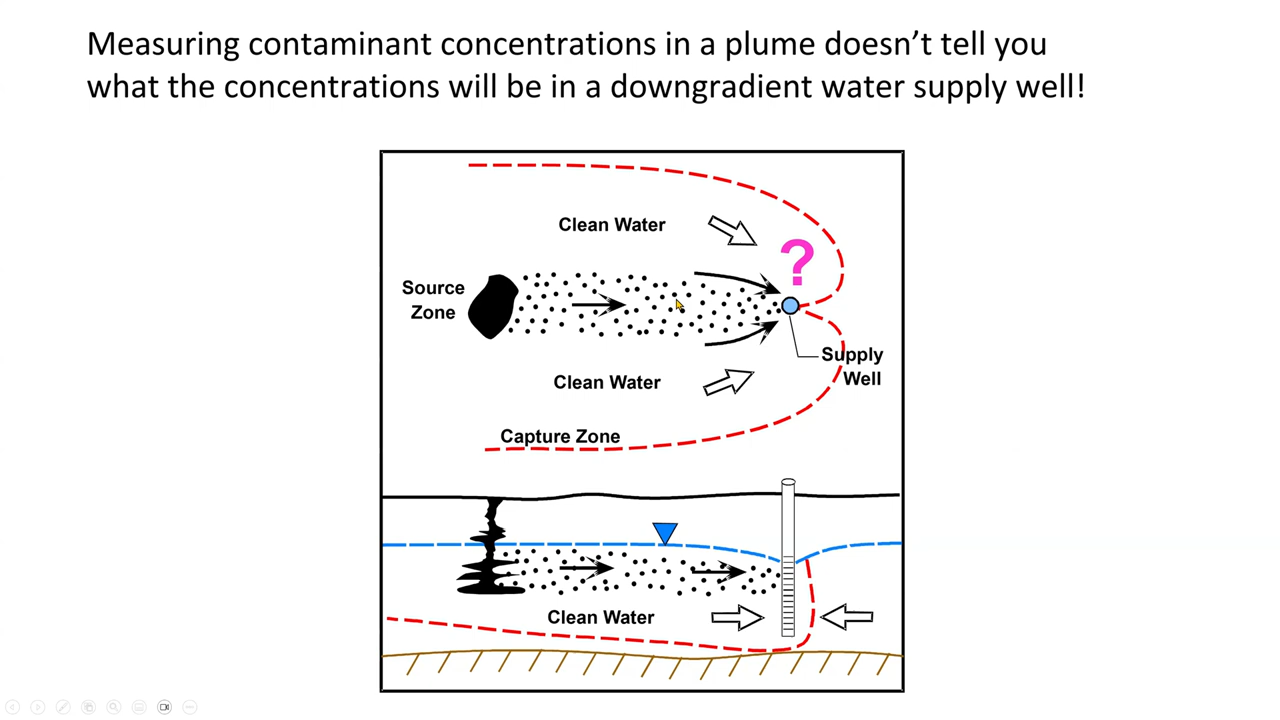 Measuring contaminant concentrations in a plume doesn’t tell you
what the concentrations will be in a downgradient water supply well!
Clean Water
?
Source
Zone
Supply
Well
Clean Water
Capture Zone
Clean Water